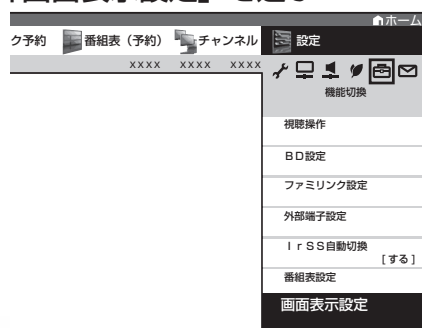 画面表示設定」を選ぶ
ホーム
ク予約 番組表（予約） チャンネル 設定
xxxx xxxx xxxx
機能切換
視聴操作
BD設定
ファミリンク設定
外部端子設定
IrSS自動切換
[する]
番組表設定
画面表示設定